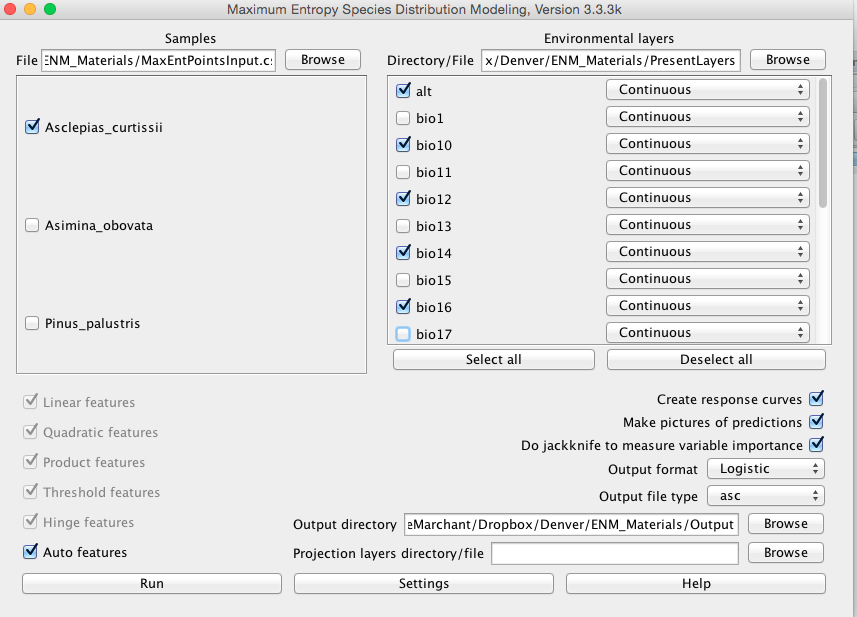 Maximum Entropy Species Distribution Modeling, Version 3.3.3k
Samples
File ENM_Materials/MaxEntPointsInput.c Browse
Environmental layers
Directory/File x/Denver/ENM_Materials/PresentLayers Browse
Asclepias_curtissii
Asimina_obovata
Pinus_palustris
alt Continuous
bio1 Continuous
bio10 Continuous
bio11 Continuous
bio12 Continuous
bio13 Continuous
bio14 Continuous
bio15 Continuous
bio16 Continuous
bio17 Continuous
Select all Deselect all
Linear features
Quadratic features
Product features
Threshold features
Hinge features
Auto features
Create response curves
Make pictures of predictions
Do jackknife to measure variable importance
Output format Logistic
Output file type asc
Output directory eMarchant/Dropbox/Denver/ENM_Materials/Output Browse
Projection layers directory/file Browse
Run Settings Help